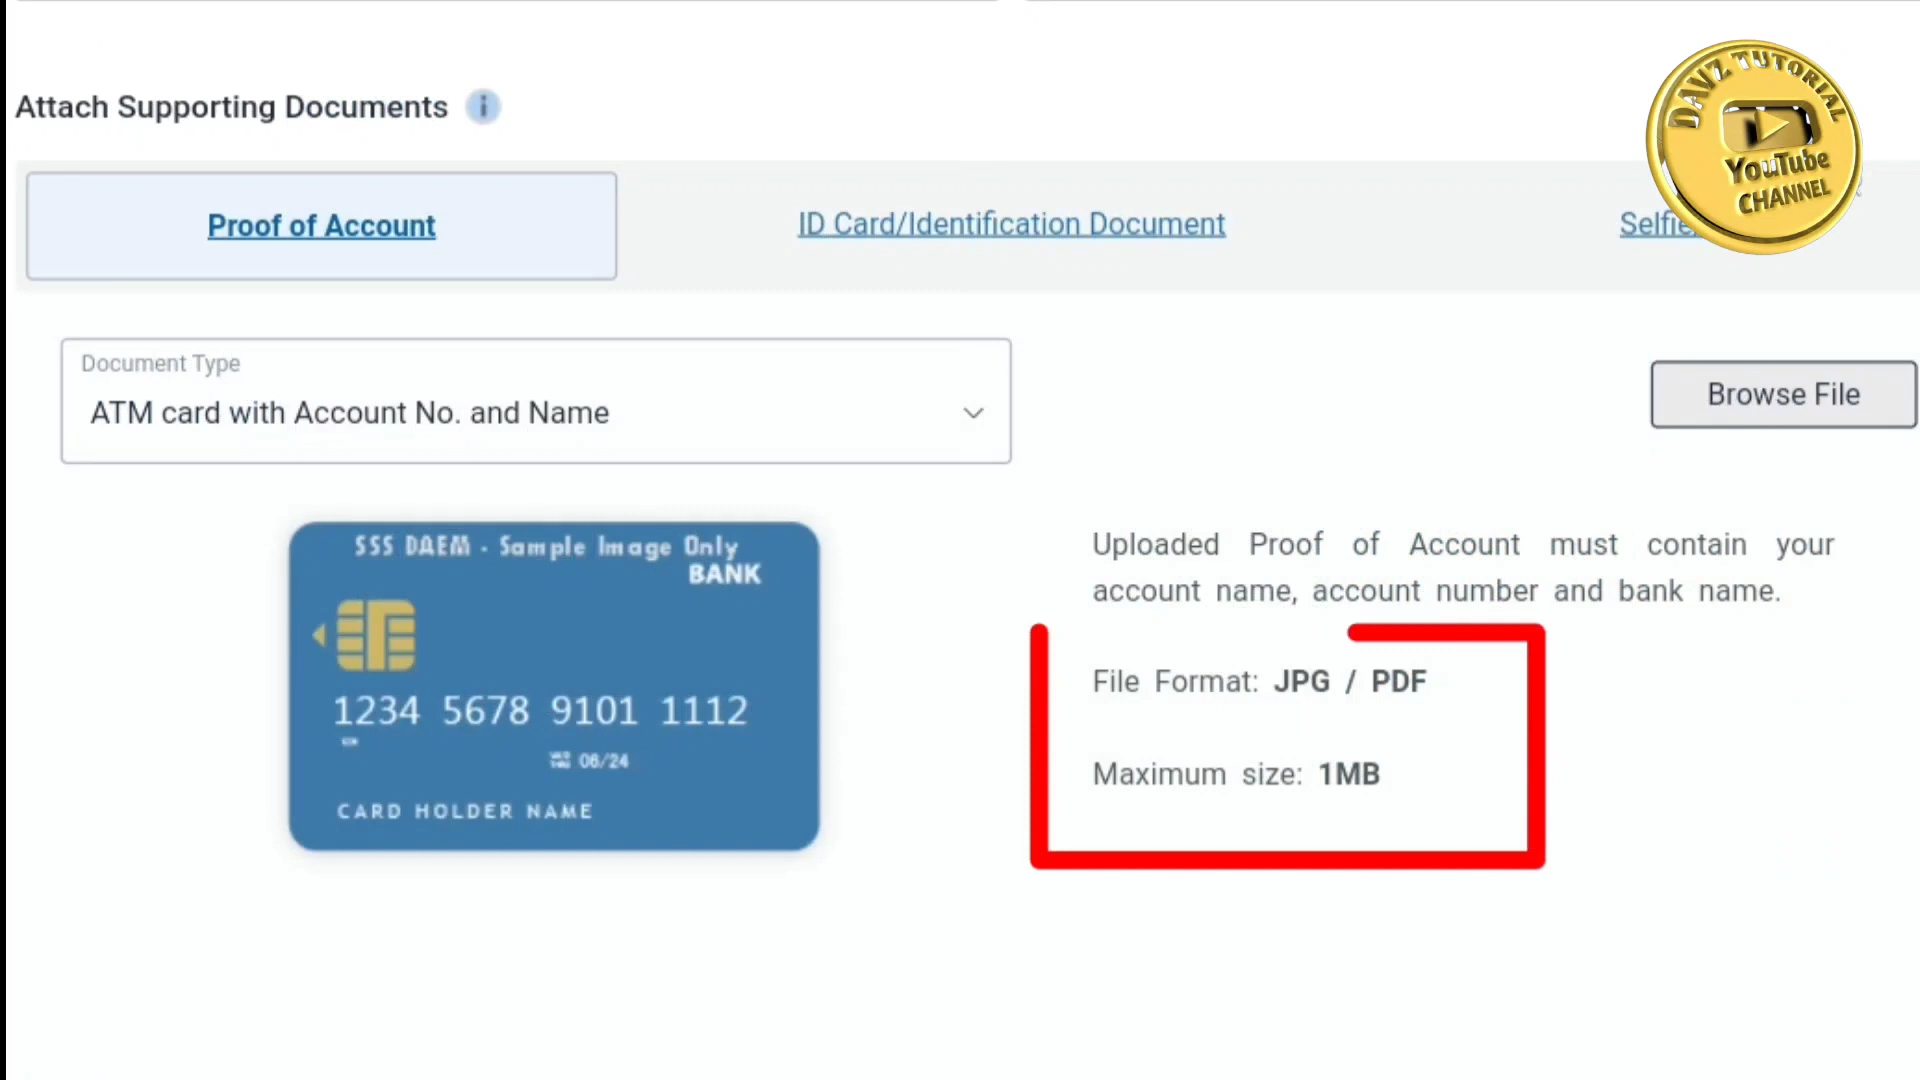 Attach Supporting Documents
DAVZ TUTORIAL
YouTube
CHANNEL
Proof of Account
ID Card/Identification Document
Selfie
Document Type
ATM card with Account No. and Name
Browse File
SSS DAEM - Sample Image Only
BANK
1234 5678 9101 1112
06/24
CARD HOLDER NAME
Uploaded Proof of Account must contain your
account name, account number and bank name.
File Format: JPG / PDF
Maximum size: 1MB